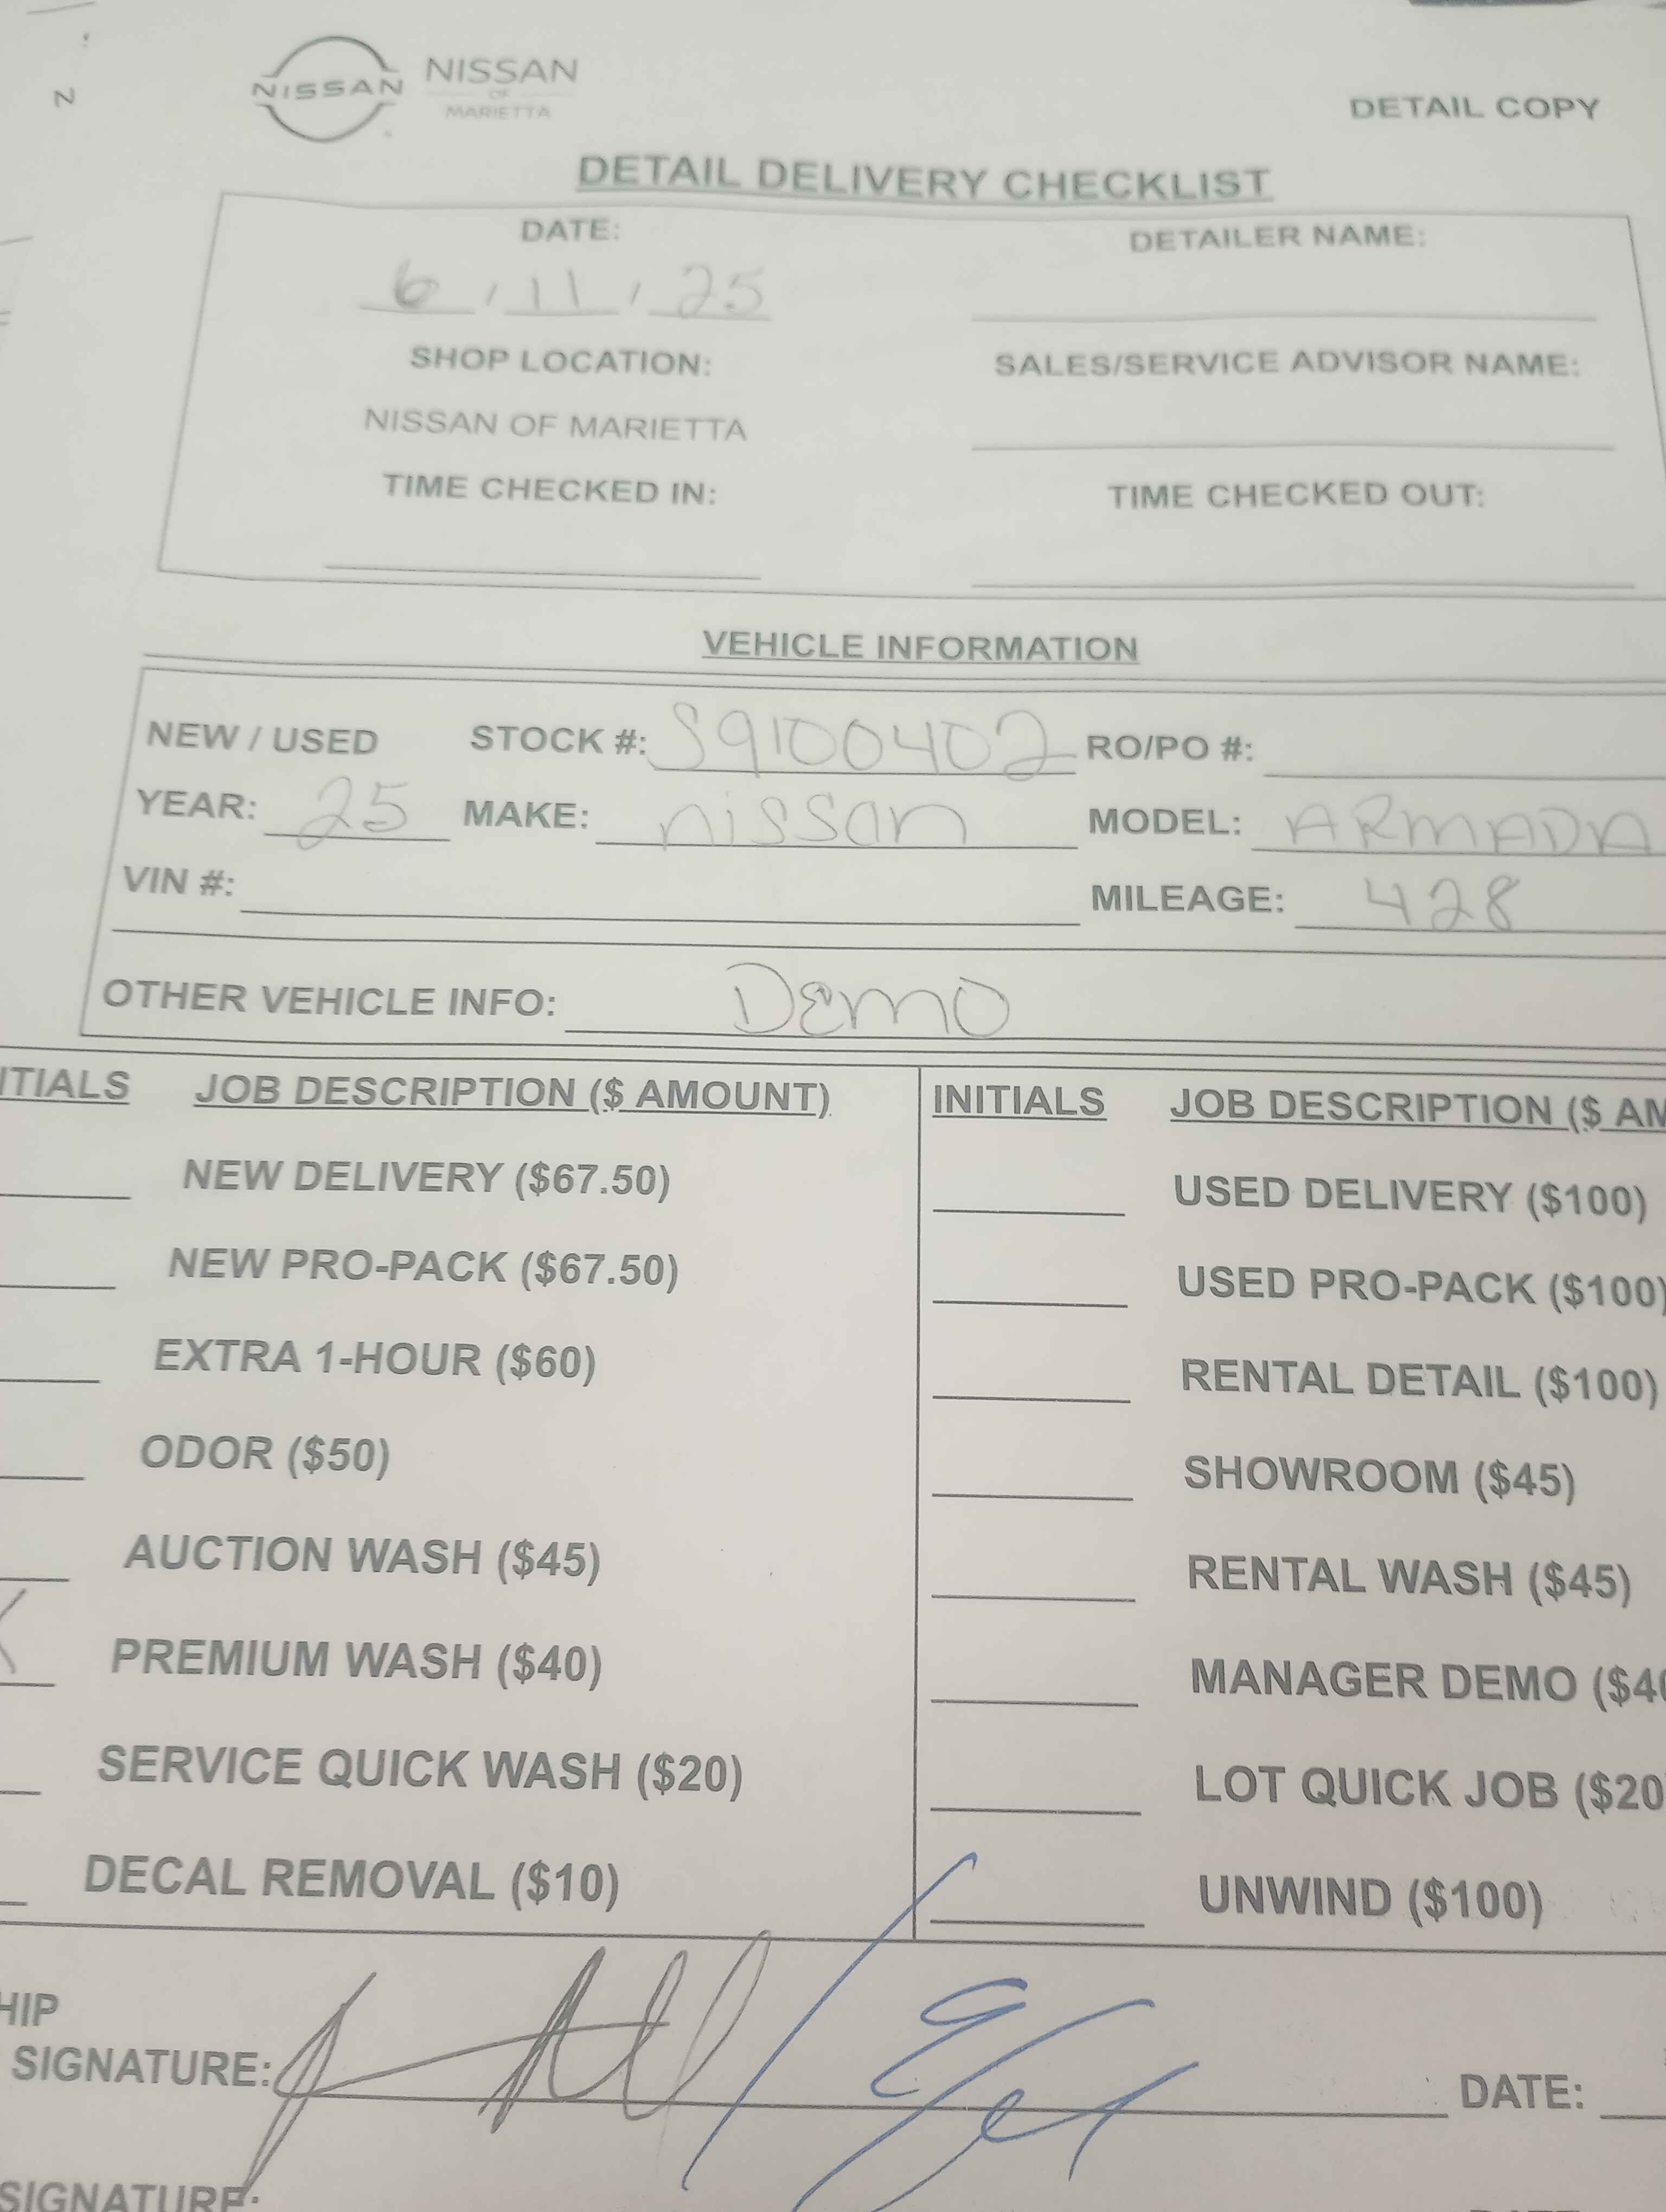 NISSAN NISSAN
OF
MARIETTA
DETAIL COPY
DETAIL DELIVERY CHECKLIST
DATE: DETAILER NAME:
6 / 11 / 25
SHOP LOCATION: SALES/SERVICE ADVISOR NAME:
NISSAN OF MARIETTA
TIME CHECKED IN: TIME CHECKED OUT:
VEHICLE INFORMATION
NEW / USED STOCK #: S9100402 RO/PO #:
YEAR: 25 MAKE: nissan MODEL: ARMADA
VIN #: MILEAGE: 428
OTHER VEHICLE INFO: Demo
ITIALS JOB DESCRIPTION ($ AMOUNT) INITIALS JOB DESCRIPTION ($ AM
NEW DELIVERY ($67.50) USED DELIVERY ($100)
NEW PRO-PACK ($67.50) USED PRO-PACK ($100)
EXTRA 1-HOUR ($60) RENTAL DETAIL ($100)
ODOR ($50) SHOWROOM ($45)
AUCTION WASH ($45) RENTAL WASH ($45)
X PREMIUM WASH ($40) MANAGER DEMO ($40
SERVICE QUICK WASH ($20) LOT QUICK JOB ($20
DECAL REMOVAL ($10) UNWIND ($100)
HIP
SIGNATURE: DATE:
SIGNATURE: